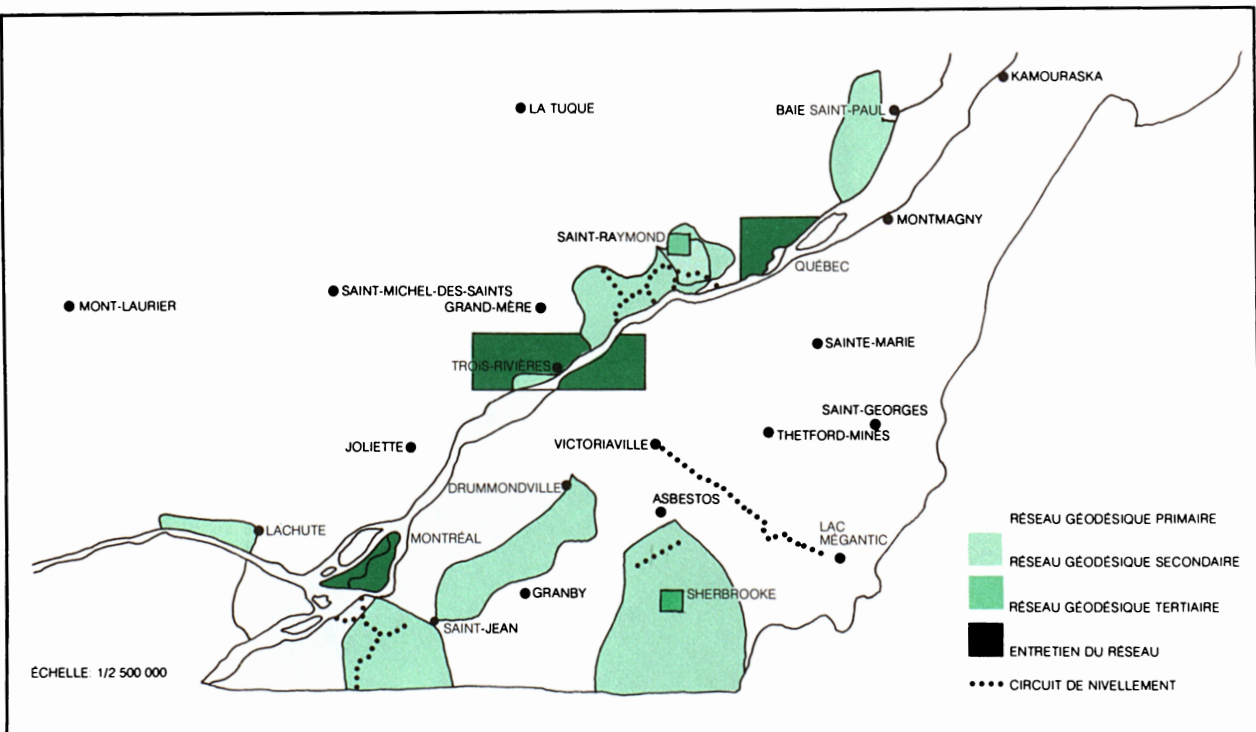 KAMOURASKA
LA TUQUE
BAIE SAINT-PAUL
MONTMAGNY
SAINT-RAYMOND
QUÉBEC
SAINT-MICHEL-DES-SAINTS
MONT-LAURIER
GRAND-MÈRE
SAINTE-MARIE
TROIS-RIVIÈRES
SAINT-GEORGES
THETFORD-MINES
JOLIETTE
VICTORIAVILLE
DRUMMONDVILLE
ASBESTOS
LAC
MÉGANTIC
LACHUTE
MONTRÉAL
GRANBY
SHERBROOKE
SAINT-JEAN
RÉSEAU GÉODÉSIQUE PRIMAIRE
RÉSEAU GÉODÉSIQUE SECONDAIRE
RÉSEAU GÉODÉSIQUE TERTIAIRE
ENTRETIEN DU RÉSEAU
CIRCUIT DE NIVELLEMENT
ÉCHELLE: 1/2 500 000